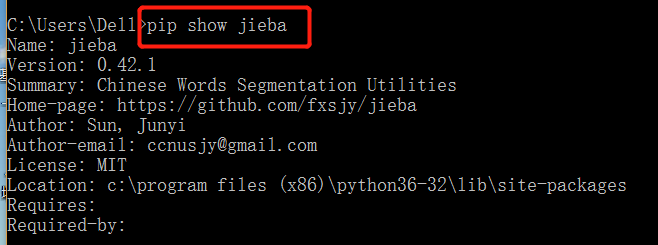 C:\Users\Dell>pip show jieba
Name: jieba
Version: 0.42.1
Summary: Chinese Words Segmentation Utilities
Home-page: https://github.com/fxsjy/jieba
Author: Sun, Junyi
Author-email: ccnusjy@gmail.com
License: MIT
Location: c:\program files (x86)\python36-32\lib\site-packages
Requires:
Required-by: